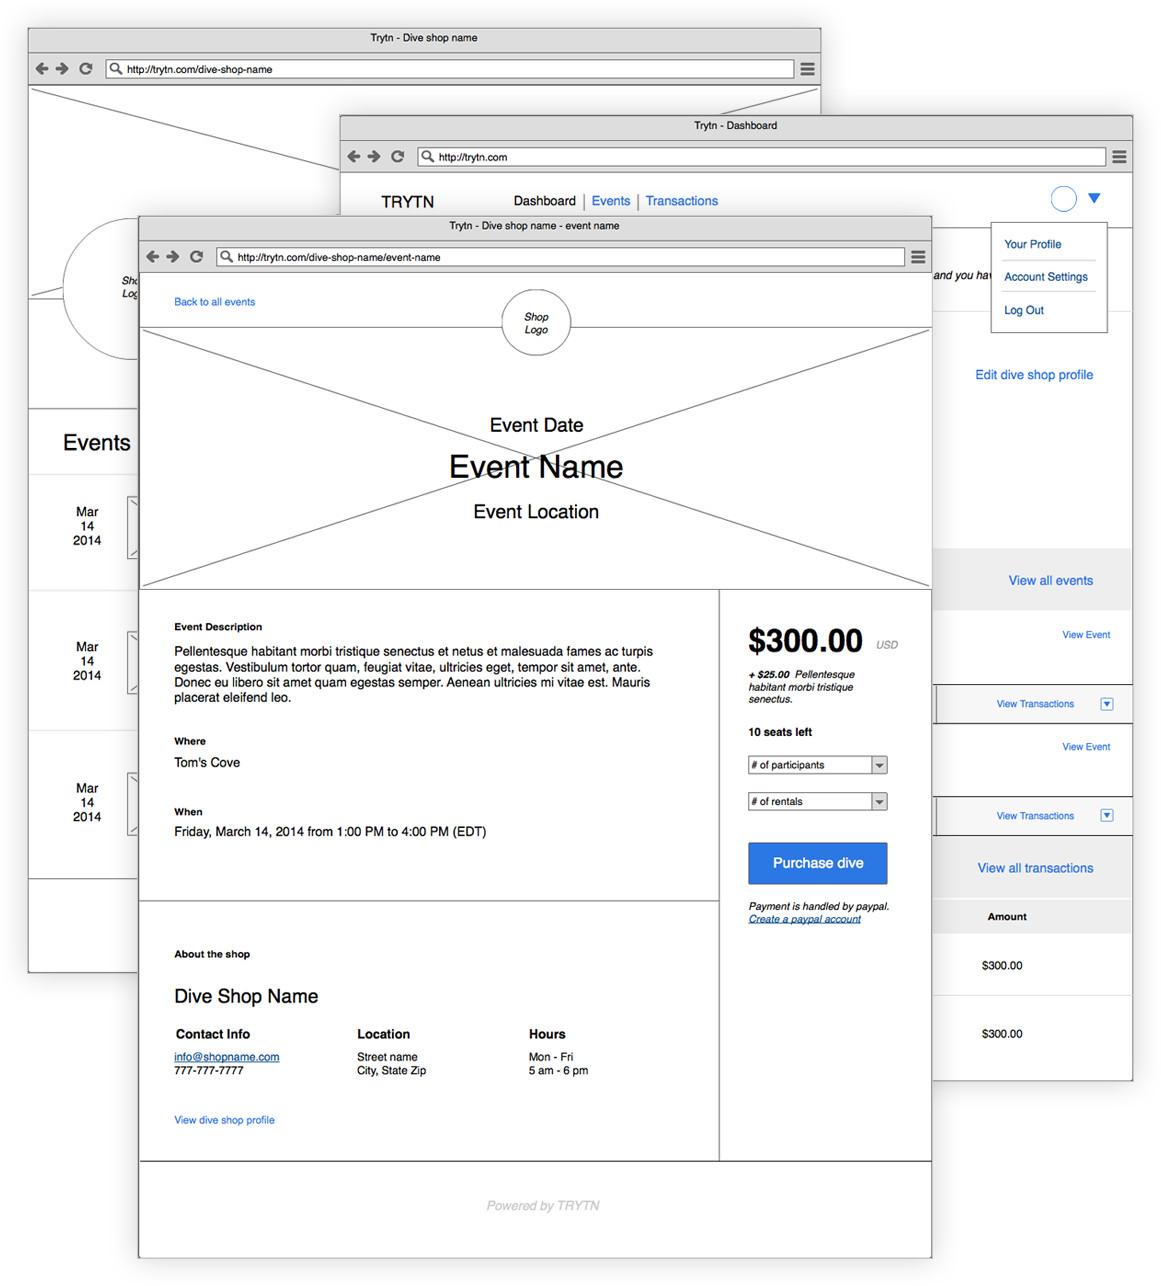 Trytn - Dive shop name
http://trytn.com/dive-shop-name
Events
Mar
14
2014
Mar
14
2014
Mar
14
2014
Trytn - Dashboard
http://trytn.com
TRYTN
Dashboard | Events | Transactions
Your Profile
Account Settings
Log Out
and you
Edit dive shop profile
View all events
View Event
View Transactions
View Event
View Transactions
View all transactions
Amount
$300.00
$300.00
Trytn - Dive shop name - event name
http://trytn.com/dive-shop-name/event-name
Back to all events
Shop
Logo
Event Date
Event Name
Event Location
Event Description
Pellentesque habitant morbi tristique senectus et netus et malesuada fames ac turpis
egestas. Vestibulum tortor quam, feugiat vitae, ultricies eget, tempor sit amet, ante.
Donec eu libero sit amet quam egestas semper. Aenean ultricies mi vitae est. Mauris
placerat eleifend leo.
Where
Tom's Cove
When
Friday, March 14, 2014 from 1:00 PM to 4:00 PM (EDT)
$300.00 USD
+ $25.00 Pellentesque
habitant morbi tristique
senectus.
10 seats left
# of participants
# of rentals
Purchase dive
Payment is handled by paypal.
Create a paypal account
About the shop
Dive Shop Name
Contact Info
info@shopname.com
777-777-7777
Location
Street name
City, State Zip
Hours
Mon - Fri
5 am - 6 pm
View dive shop profile
Powered by TRYTN